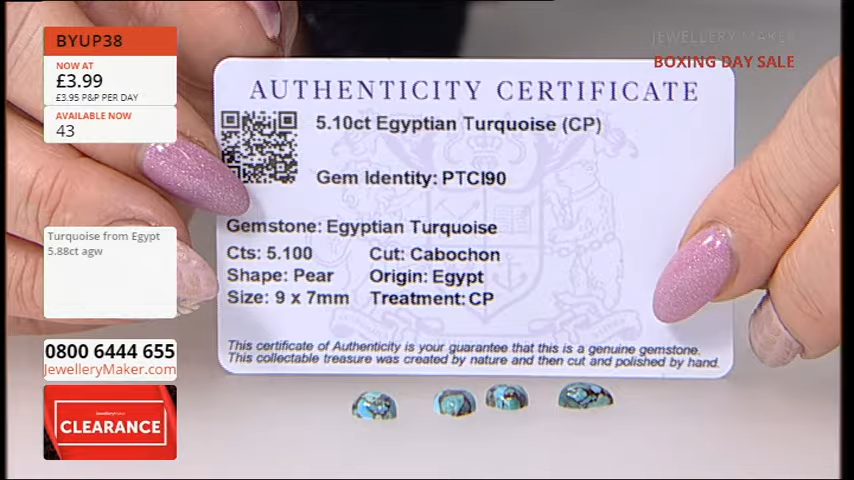 BYUP38
NOW AT
£3.99
£3.95 P&P PER DAY
AVAILABLE NOW
43
Turquoise from Egypt
5.88ct agw
0800 6444 655
JewelleryMaker.com
JewelleryMaker
CLEARANCE
JEWELLERY MAKER
BOXING DAY SALE
AUTHENTICITY CERTIFICATE
5.10ct Egyptian Turquoise (CP)
Gem Identity: PTCI90
Gemstone: Egyptian Turquoise
Cts: 5.100 Cut: Cabochon
Shape: Pear Origin: Egypt
Size: 9 x 7mm Treatment: CP
This certificate of Authenticity is your guarantee that this is a genuine gemstone.
This collectable treasure was created by nature and then cut and polished by hand.